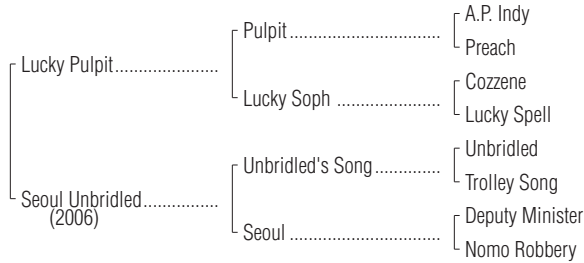 A.P. Indy
Pulpit
Preach
Lucky Pulpit
Cozzene
Lucky Soph
Lucky Spell
Unbridled
Unbridled's Song
Trolley Song
Seoul Unbridled
(2006)
Deputy Minister
Seoul
Nomo Robbery